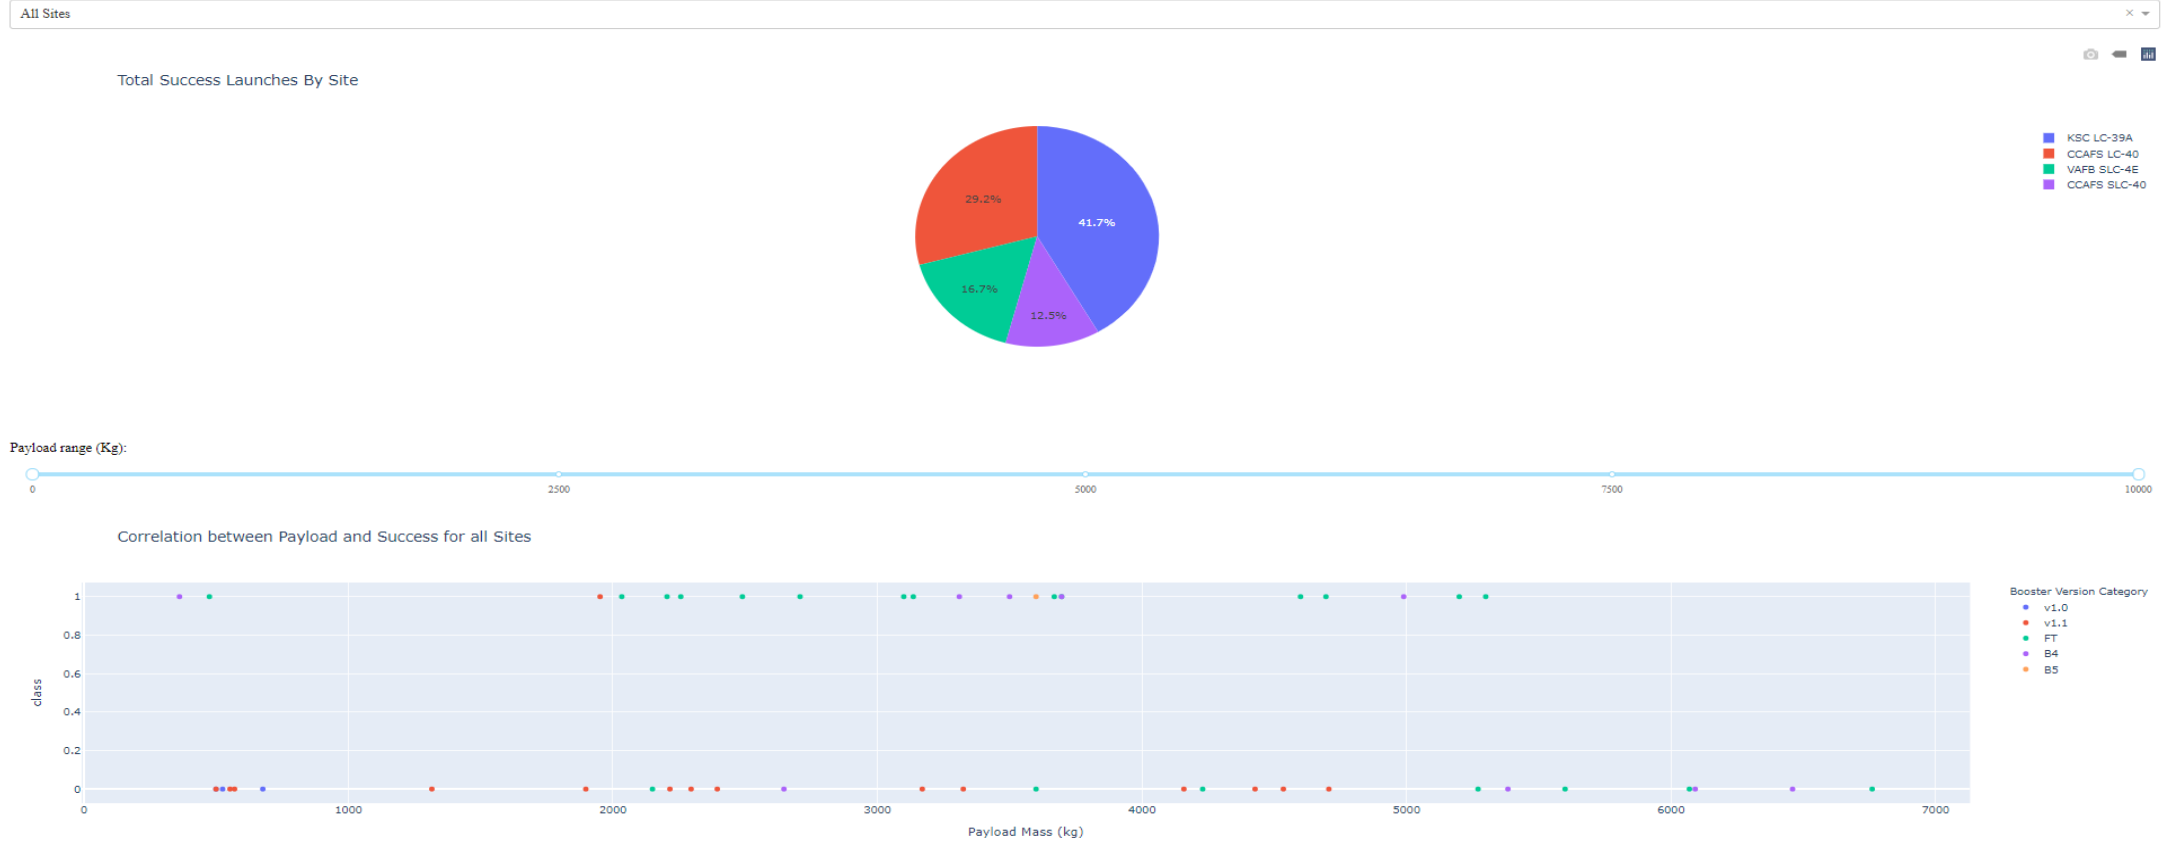 All Sites
Total Success Launches By Site
KSC LC-39A
CCAFS LC-40
VAFB SLC-4E
CCAFS SLC-40
29.2%
41.7%
16.7%
12.5%
Payload range (Kg):
0 2500 5000 7500 10000
Correlation between Payload and Success for all Sites
Booster Version Category
v1.0
v1.1
FT
B4
B5
class
1
0.8
0.6
0.4
0.2
0
0 1000 2000 3000 4000 5000 6000 7000
Payload Mass (kg)